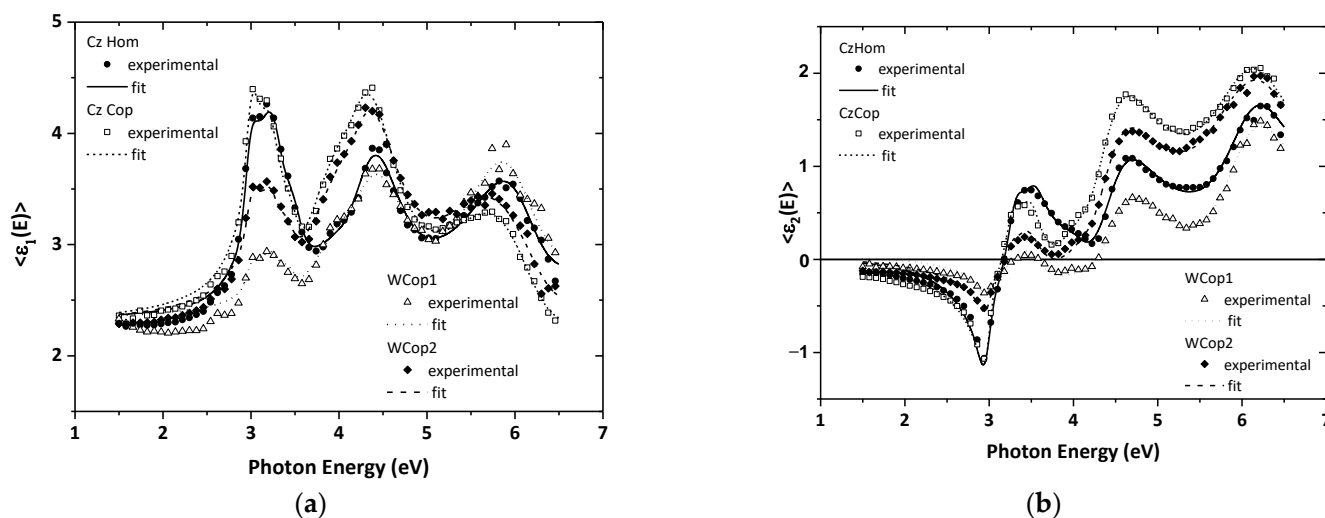 5
4
3
2
1
2
3
4
5
6
7
<ε1(E)>
Photon Energy (eV)
Cz Hom
experimental
fit
Cz Cop
experimental
fit
WCop1
experimental
fit
WCop2
experimental
fit
(a)
2
1
0
−1
1
2
3
4
5
6
7
<ε2(E)>
Photon Energy (eV)
CzHom
experimental
fit
CzCop
experimental
fit
WCop1
experimental
fit
WCop2
experimental
fit
(b)